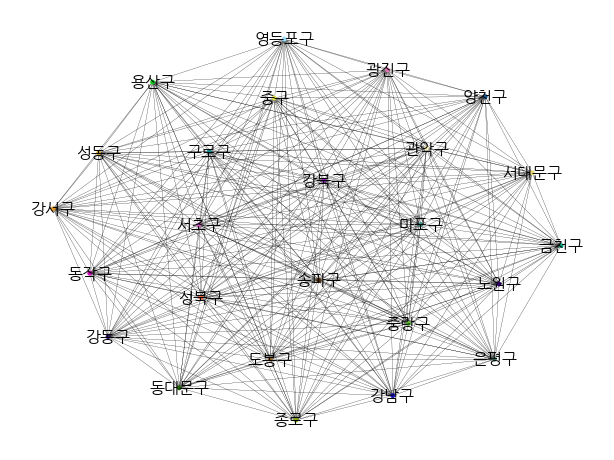 영등포구
광진구
용산구
중구
양천구
성동구
구로구
관악구
서대문구
강북구
강서구
서초구
마포구
금천구
동작구
송파구
노원구
성북구
중랑구
강동구
도봉구
은평구
동대문구
강남구
종로구